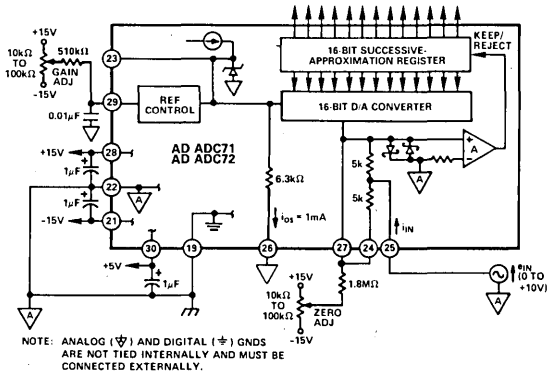 KEEP/
REJECT
+15V
10kΩ
TO
100kΩ
510kΩ
GAIN
ADJ
-15V
0.01μF
23
29
REF
CONTROL
16-BIT SUCCESSIVE-
APPROXIMATION REGISTER
16-BIT D/A CONVERTER
AD ADC71
AD ADC72
+
-
A
A
+15V
28
+
1μF
22
A
+
1μF
-15V
21
6.3kΩ
iOS = 1mA
5k
5k
iIN
30
19
26
27
24
25
+5V
+
1μF
A
+15V
10kΩ
TO
100kΩ
1.8MΩ
ZERO
ADJ
-15V
eIN
(0 TO
+10V)
A
NOTE: ANALOG (⏚) AND DIGITAL (⏚) GNDS
ARE NOT TIED INTERNALLY AND MUST BE
CONNECTED EXTERNALLY.